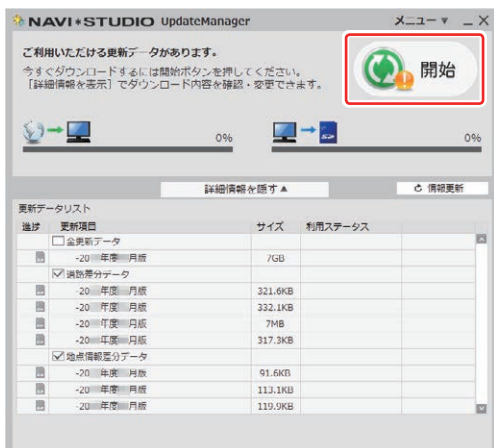 NAVI*STUDIO UpdateManager メニュー ▼ _ X
ご利用いただける更新データがあります。
今すぐダウンロードするには開始ボタンを押してください。
[詳細情報を表示]でダウンロード内容を確認・変更できます。
開始
0% 0%
詳細情報を隠す▲ 情報更新
更新データリスト
進捗 更新項目 サイズ 利用ステータス
全更新データ
-20 年度 月版 7GB
道路差分データ
-20 年度 月版 321.6KB
-20 年度 月版 332.1KB
-20 年度 月版 7MB
-20 年度 月版 317.3KB
地点情報差分データ
-20 年度 月版 91.6KB
-20 年度 月版 113.1KB
-20 年度 月版 119.9KB